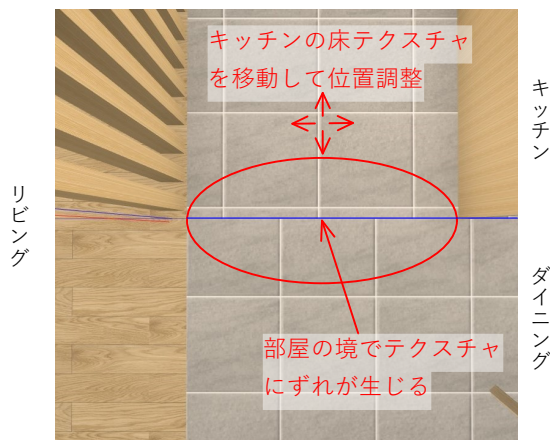 キッチンの床テクスチャ
を移動して位置調整
キッチン
リビング
ダイニング
部屋の境でテクスチャ
にずれが生じる